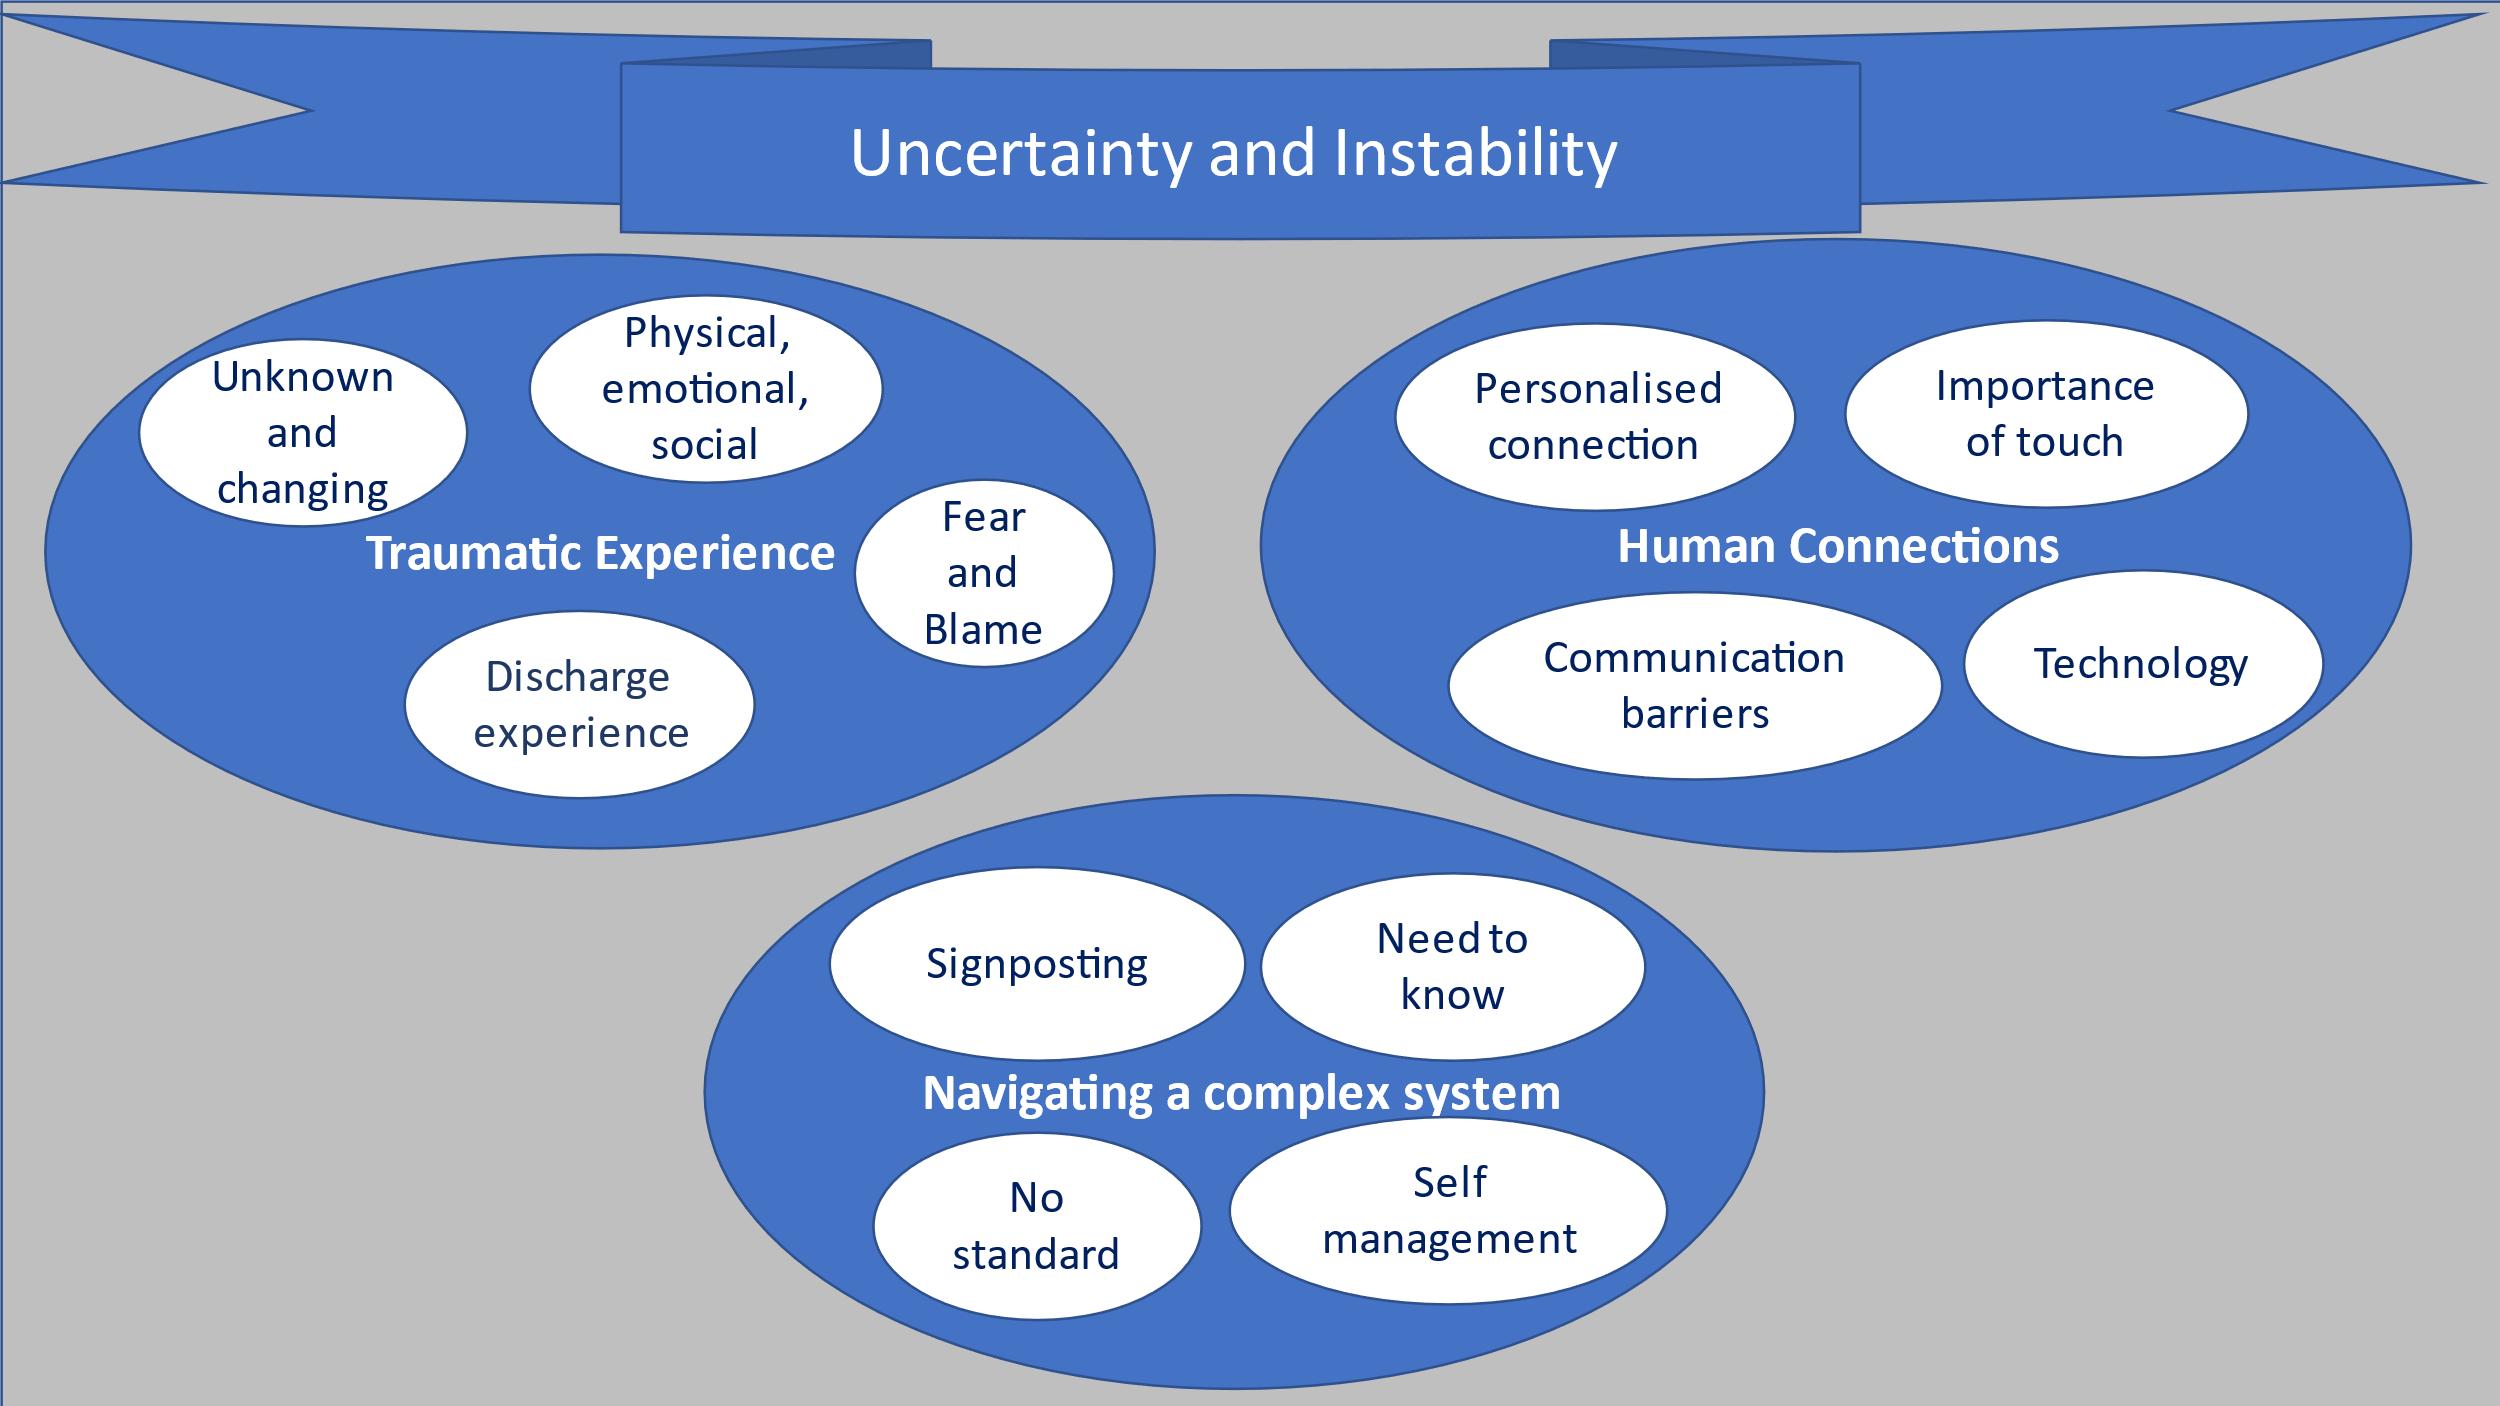 Uncertainty and Instability
Unknown
and
changing
Physical,
emotional,
social
Traumatic Experience
Fear
and
Blame
Discharge
experience
Personalised
connection
Importance
of touch
Human Connections
Communication
barriers
Technology
Signposting
Need to
know
Navigating a complex system
No
standard
Self
management